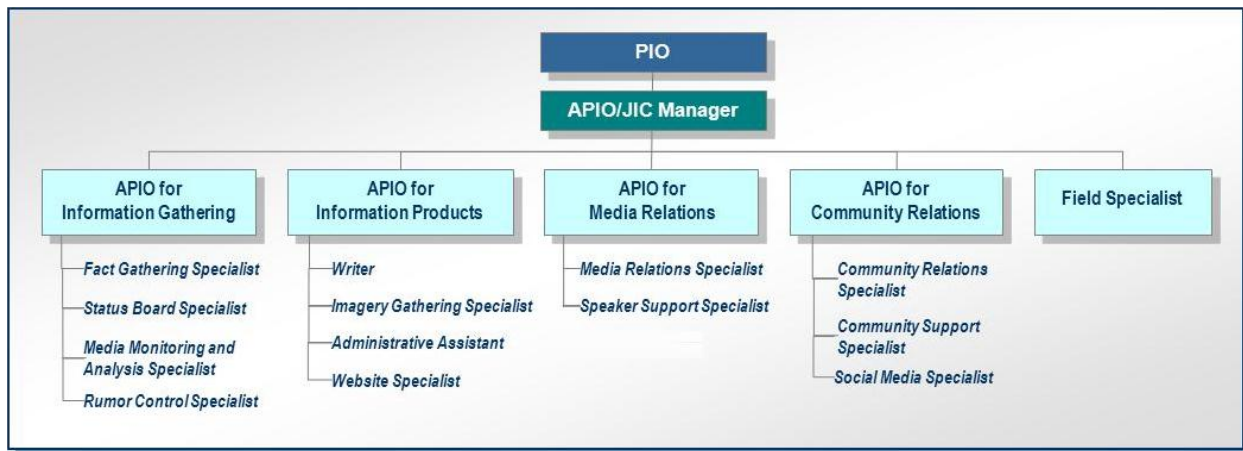 PIO
APIO/JIC Manager
APIO for
Information Gathering
Fact Gathering Specialist
Status Board Specialist
Media Monitoring and
Analysis Specialist
Rumor Control Specialist
APIO for
Information Products
Writer
Imagery Gathering Specialist
Administrative Assistant
Website Specialist
APIO for
Media Relations
Media Relations Specialist
Speaker Support Specialist
APIO for
Community Relations
Community Relations
Specialist
Community Support
Specialist
Social Media Specialist
Field Specialist